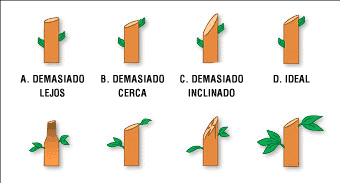 A. DEMASIADO LEJOS
B. DEMASIADO CERCA
C. DEMASIADO INCLINADO
D. IDEAL